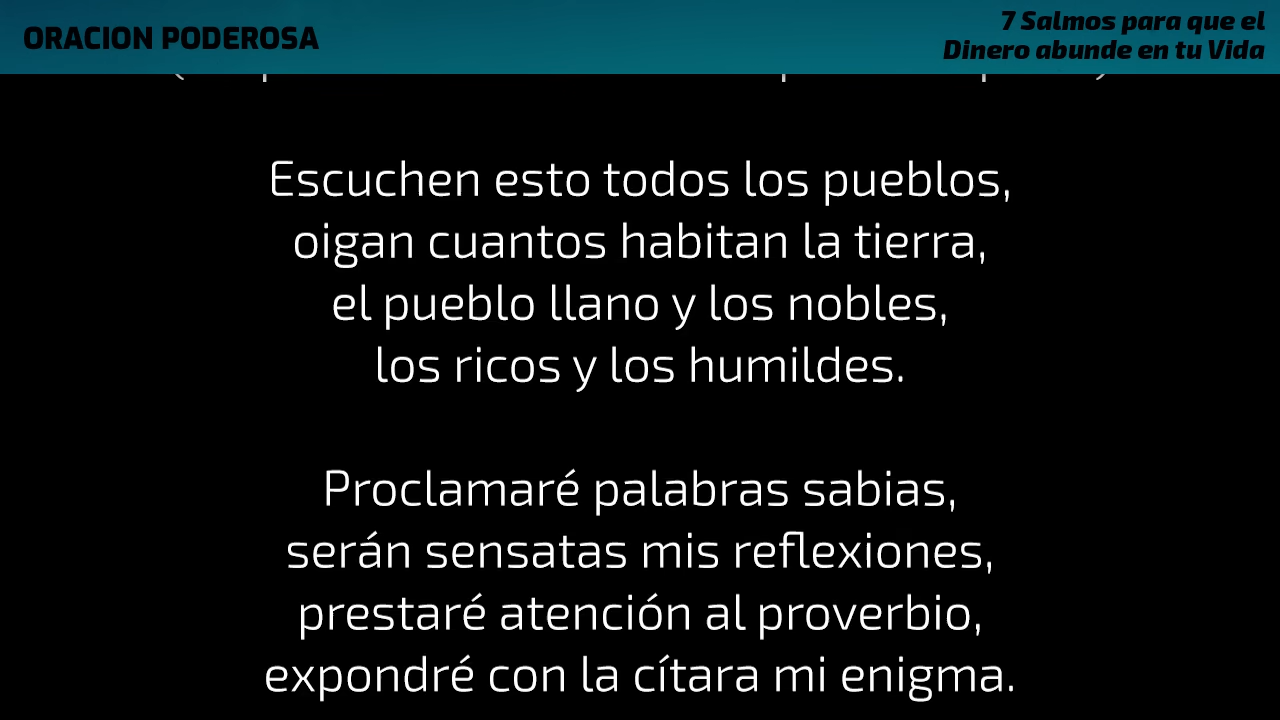 ORACION PODEROSA
7 Salmos para que el
Dinero abunde en tu Vida
Escuchen esto todos los pueblos,
oigan cuantos habitan la tierra,
el pueblo llano y los nobles,
los ricos y los humildes.
Proclamaré palabras sabias,
serán sensatas mis reflexiones,
prestaré atención al proverbio,
expondré con la cítara mi enigma.